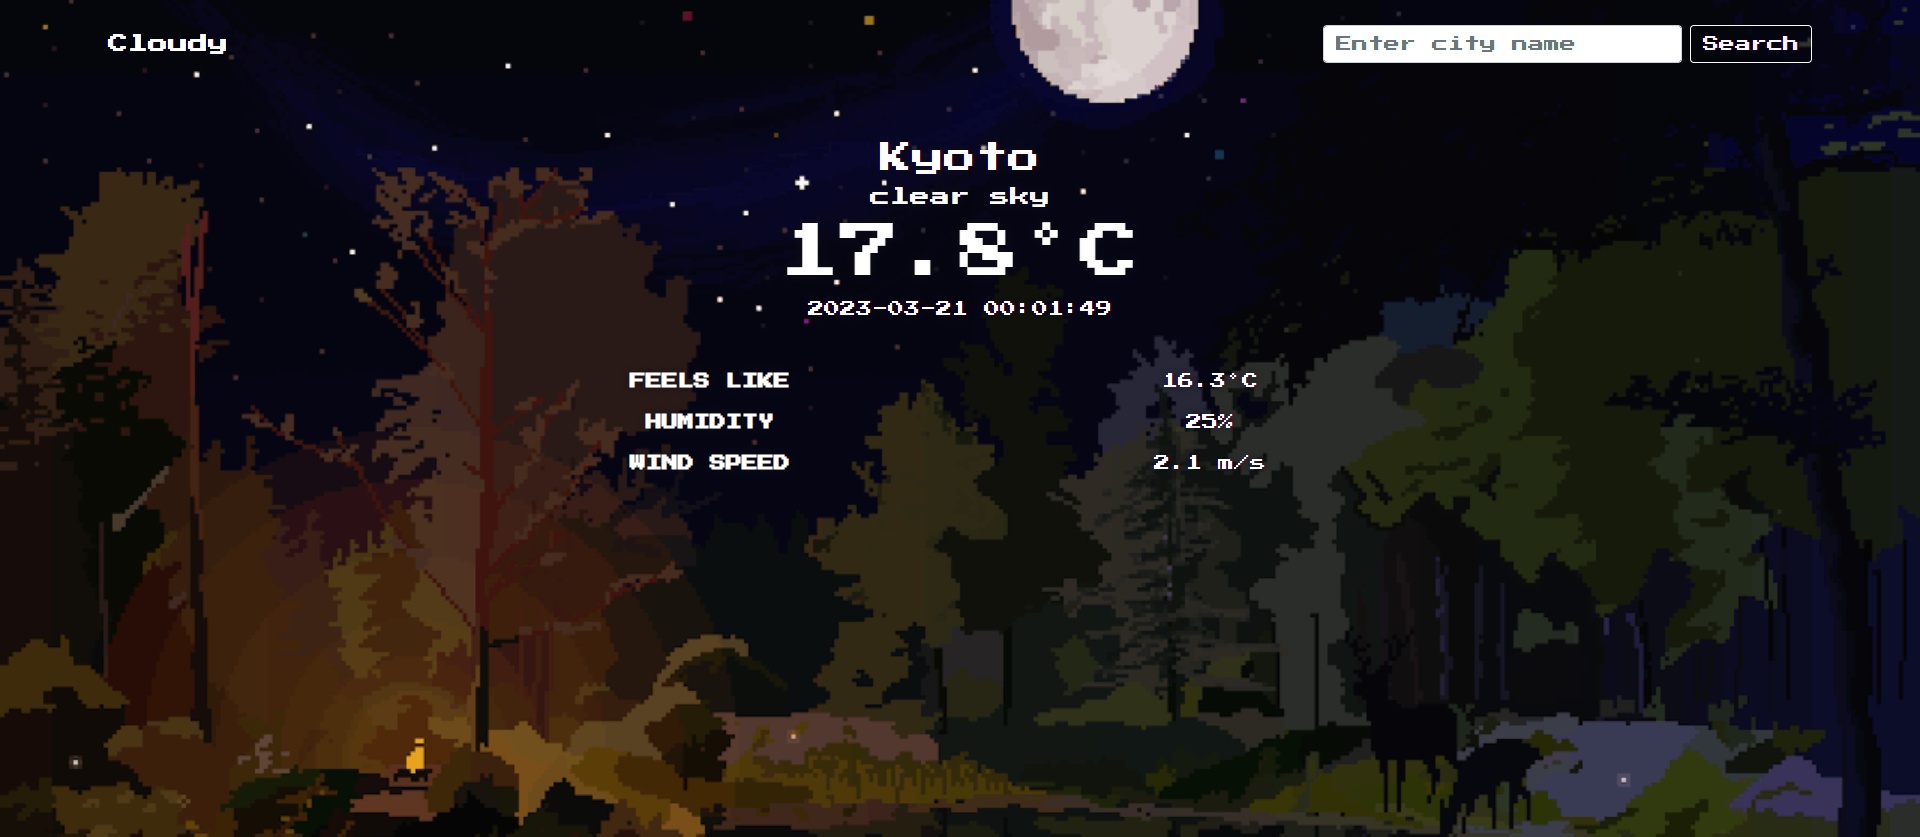 Cloudy
Enter city name
Search
Kyoto
clear sky
17.8°C
2023-03-21 00:01:49
FEELS LIKE 16.3°C
HUMIDITY 25%
WIND SPEED 2.1 m/s